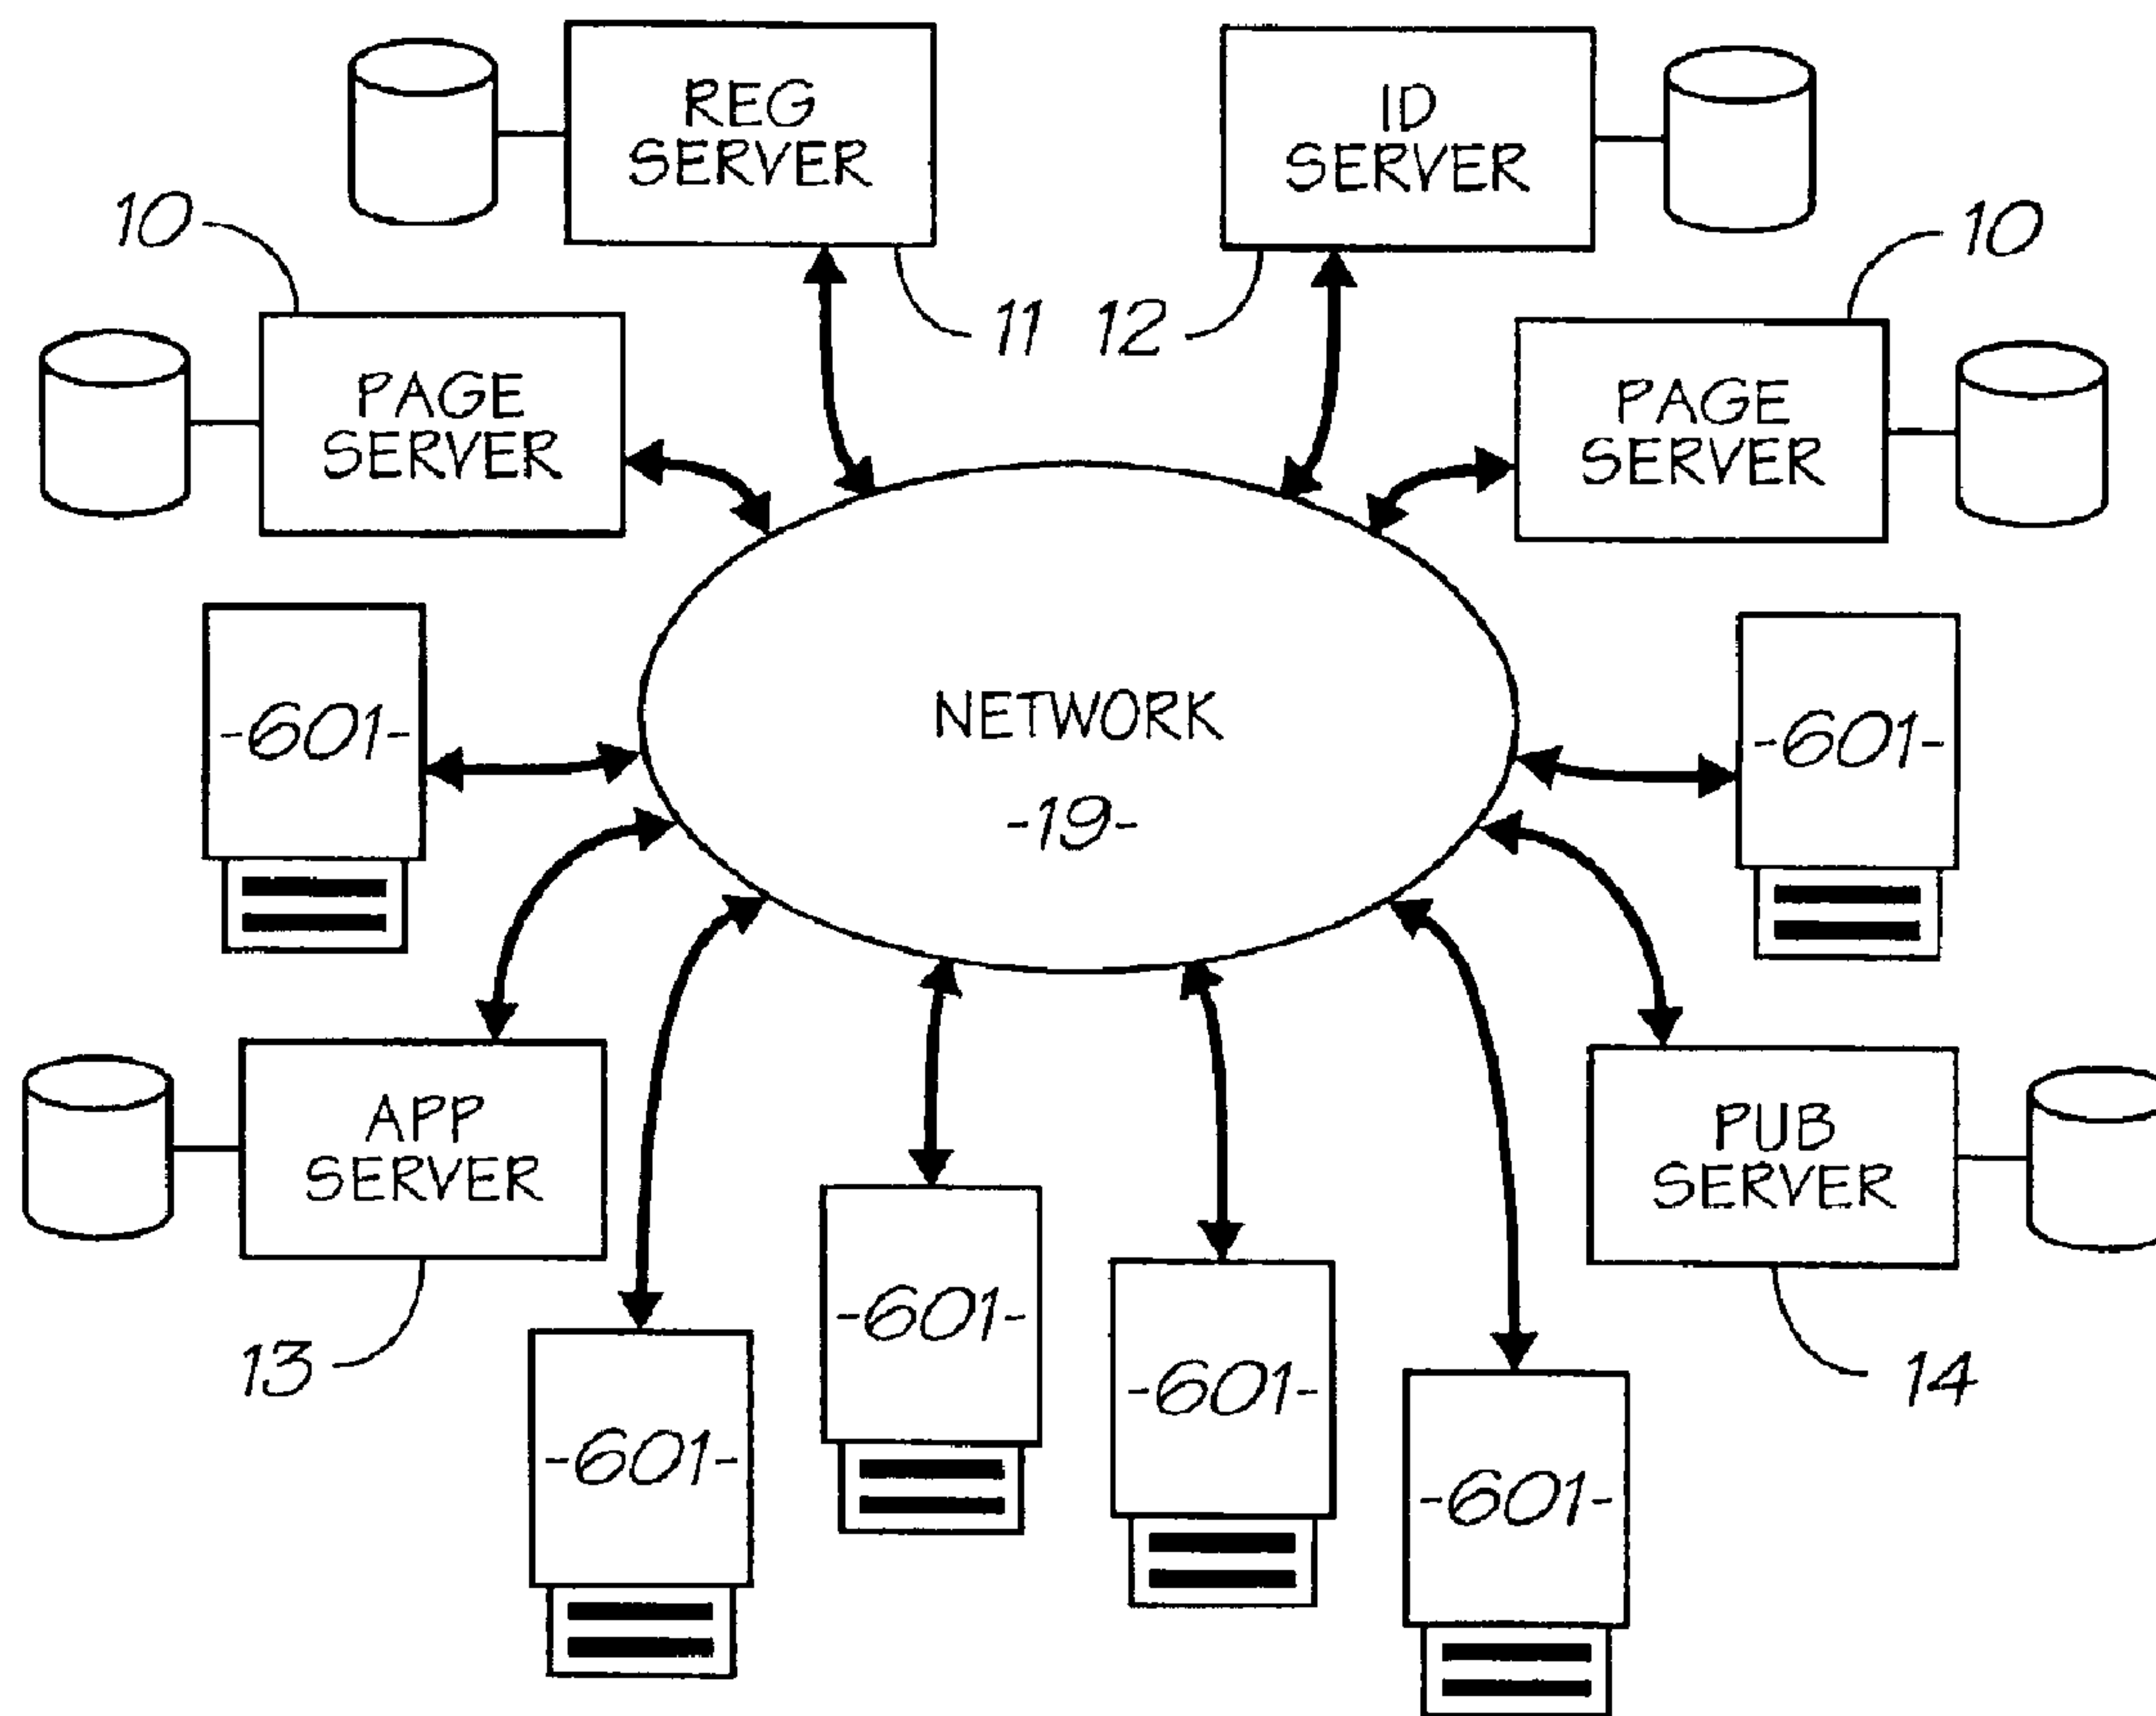 REG
SERVER
ID
SERVER
10
10
11
12
PAGE
SERVER
PAGE
SERVER
-601-
NETWORK
-19-
-601-
APP
SERVER
PUB
SERVER
13
-601-
-601-
-601-
-601-
14